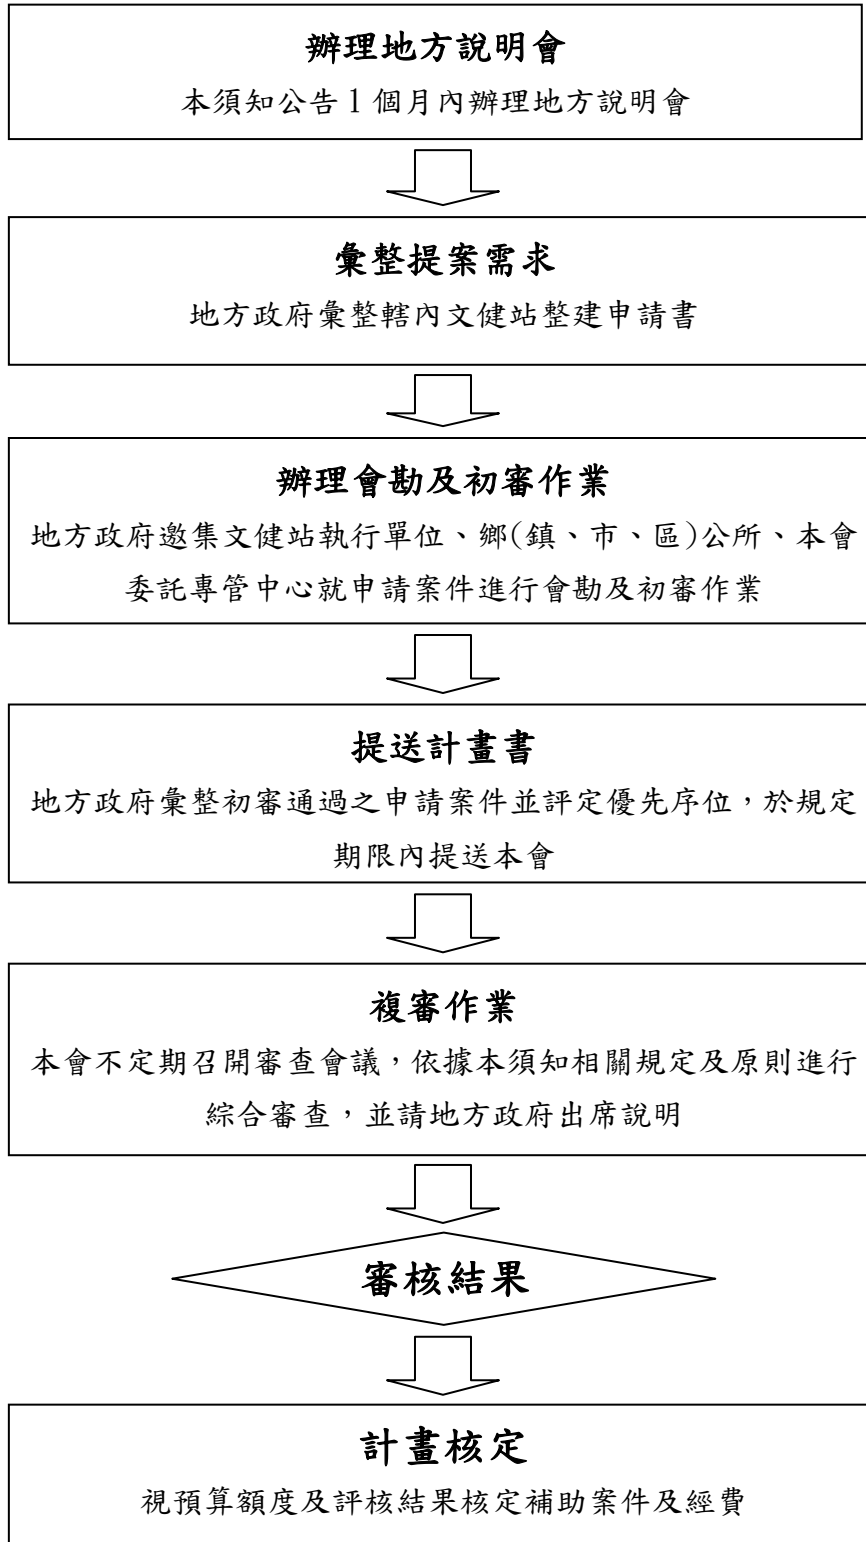 辦理地方說明會
本須知公告1個月內辦理地方說明會
彙整提案需求
地方政府彙整轄內文健站整建申請書
辦理會勘及初審作業
地方政府邀集文健站執行單位、鄉(鎮、市、區)公所、本會
委託專管中心就申請案件進行會勘及初審作業
提送計畫書
地方政府彙整初審通過之申請案件並評定優先序位，於規定
期限內提送本會
複審作業
本會不定期召開審查會議，依據本須知相關規定及原則進行
綜合審查，並請地方政府出席說明
審核結果
計畫核定
視預算額度及評核結果核定補助案件及經費